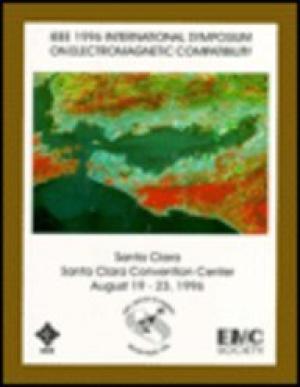 IEEE 1996 INTERNATIONAL SYMPOSIUM
ON ELECTROMAGNETIC COMPATIBILITY
Santa Clara
Santa Clara Convention Center
August 19 - 23, 1996
EMC
SOCIETY